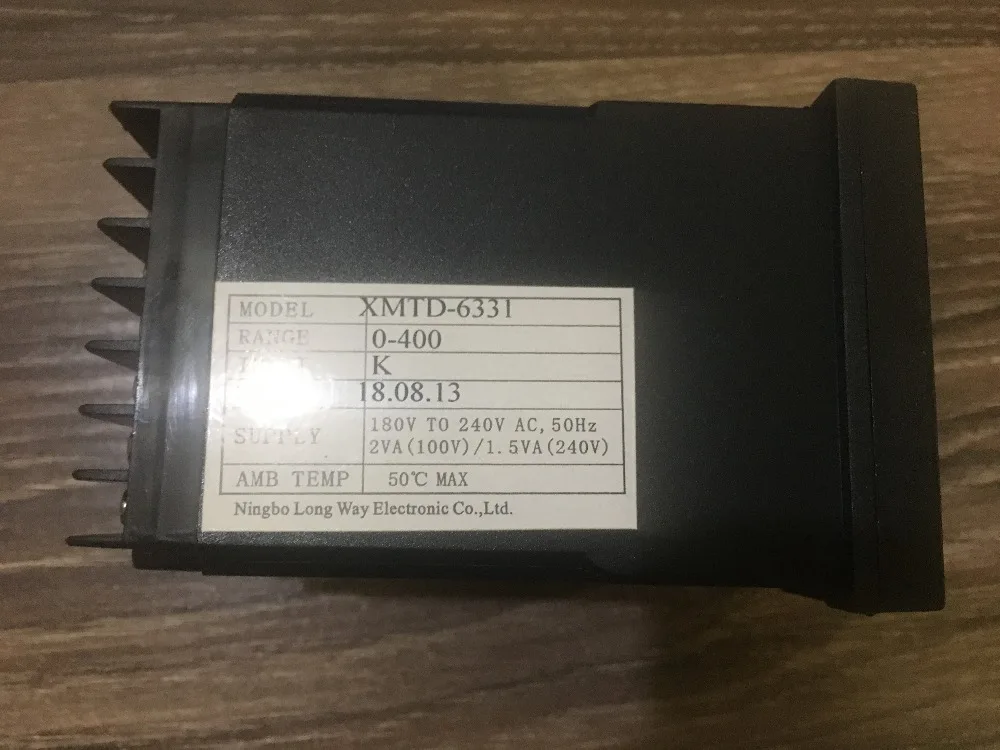 MODEL XMTD-6331
RANGE 0-400
K
18.08.13
SUPPLY 180V TO 240V AC, 50Hz
2VA(100V)/1.5VA(240V)
AMB TEMP 50℃ MAX
Ningbo Long Way Electronic Co.,Ltd.